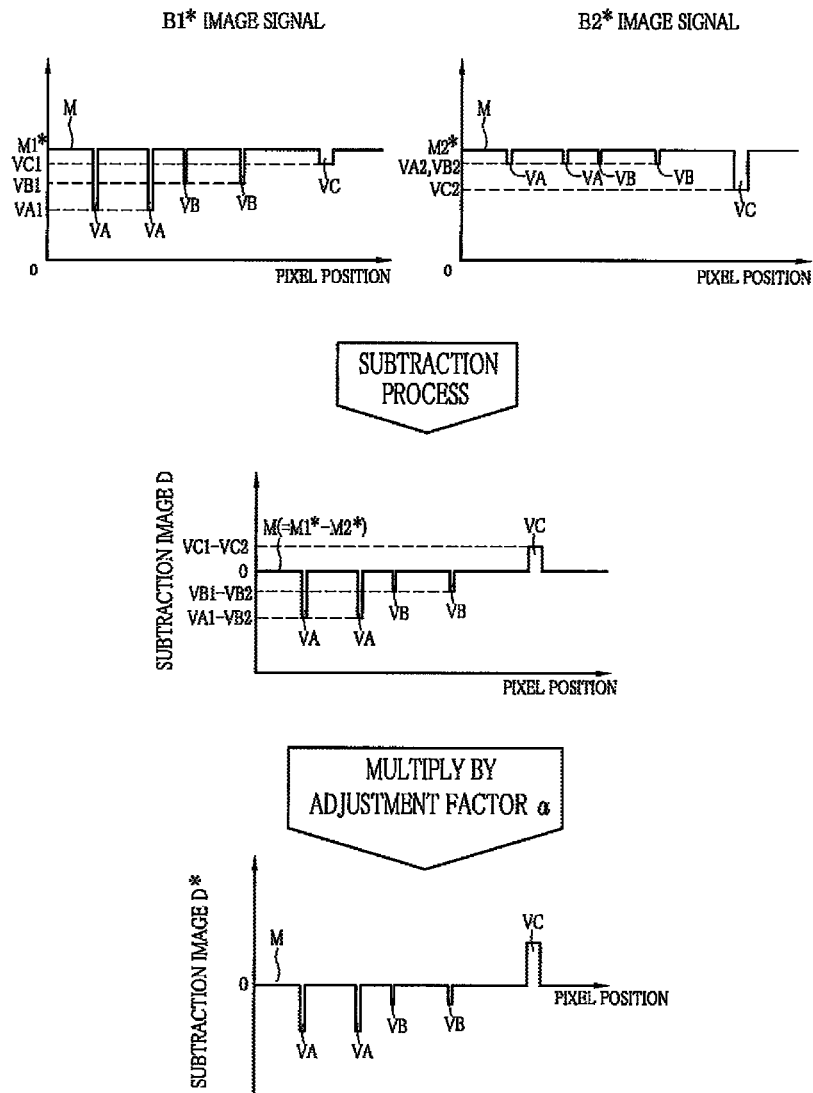 B1* IMAGE SIGNAL
M
M1*
VC1
VB1
VA1
VA
VA
VB
VB
VC
0
PIXEL POSITION
B2* IMAGE SIGNAL
M
M2*
VA2,VB2
VC2
VA
VA
VB
VB
VC
0
PIXEL POSITION
SUBTRACTION
PROCESS
SUBTRACTION IMAGE D
M(=M1*-M2*)
VC
VC1-VC2
0
VB1-VB2
VA1-VB2
VA
VA
VB
VB
PIXEL POSITION
MULTIPLY BY
ADJUSTMENT FACTOR α
SUBTRACTION IMAGE D*
M
VC
0
PIXEL POSITION
VA
VA
VB
VB